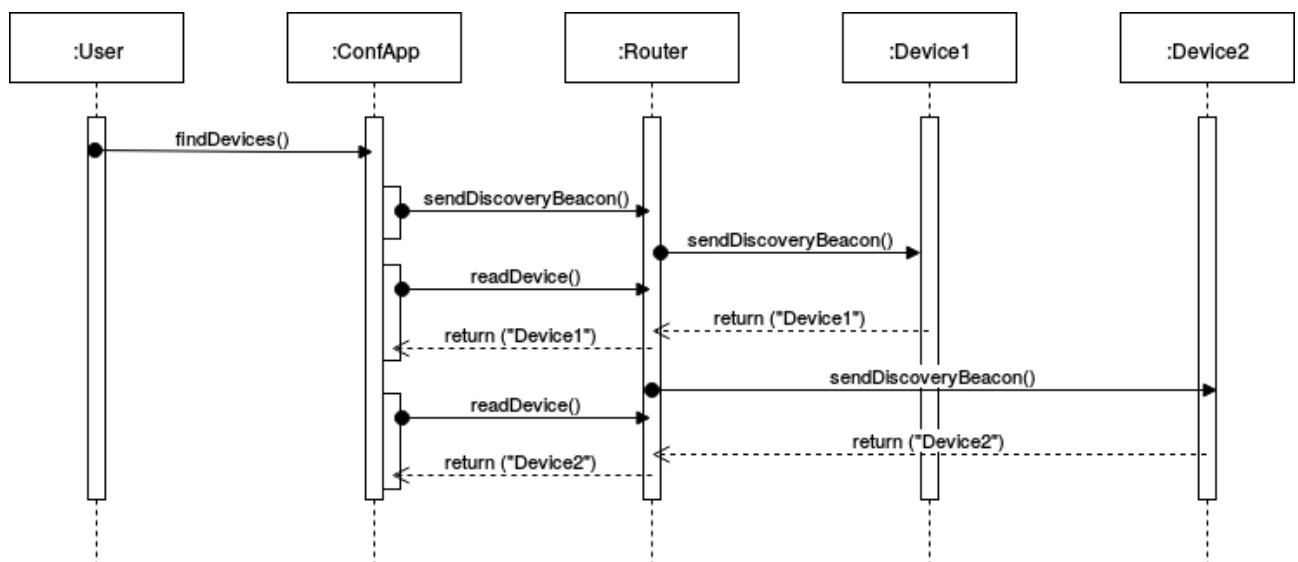 :User
:ConfApp
:Router
:Device1
:Device2
findDevices()
sendDiscoveryBeacon()
sendDiscoveryBeacon()
readDevice()
return ("Device1")
return ("Device1")
sendDiscoveryBeacon()
readDevice()
return ("Device2")
return ("Device2")